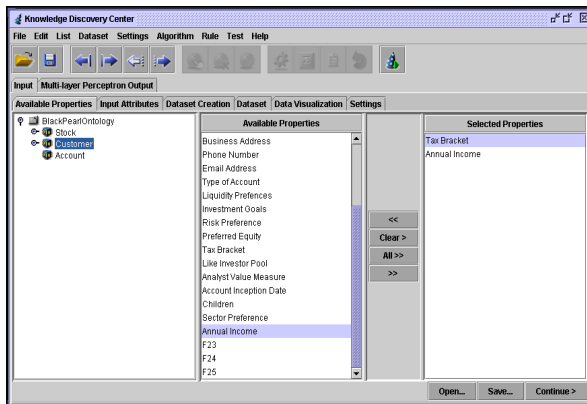 Knowledge Discovery Center
File Edit List Dataset Settings Algorithm Rule Test Help
Input Multi-layer Perceptron Output
Available Properties Input Attributes Dataset Creation Dataset Data Visualization Settings
BlackPearlOntology
Stock
Customer
Account
Available Properties
Business Address
Phone Number
Email Address
Type of Account
Liquidity Prefences
Investment Goals
Risk Preference
Preferred Equity
Tax Bracket
Like Investor Pool
Analyst Value Measure
Account Inception Date
Children
Sector Preference
Annual Income
F23
F24
F25
<<
Clear >
All >>
>>
Selected Properties
Tax Bracket
Annual Income
Open... Save... Continue >